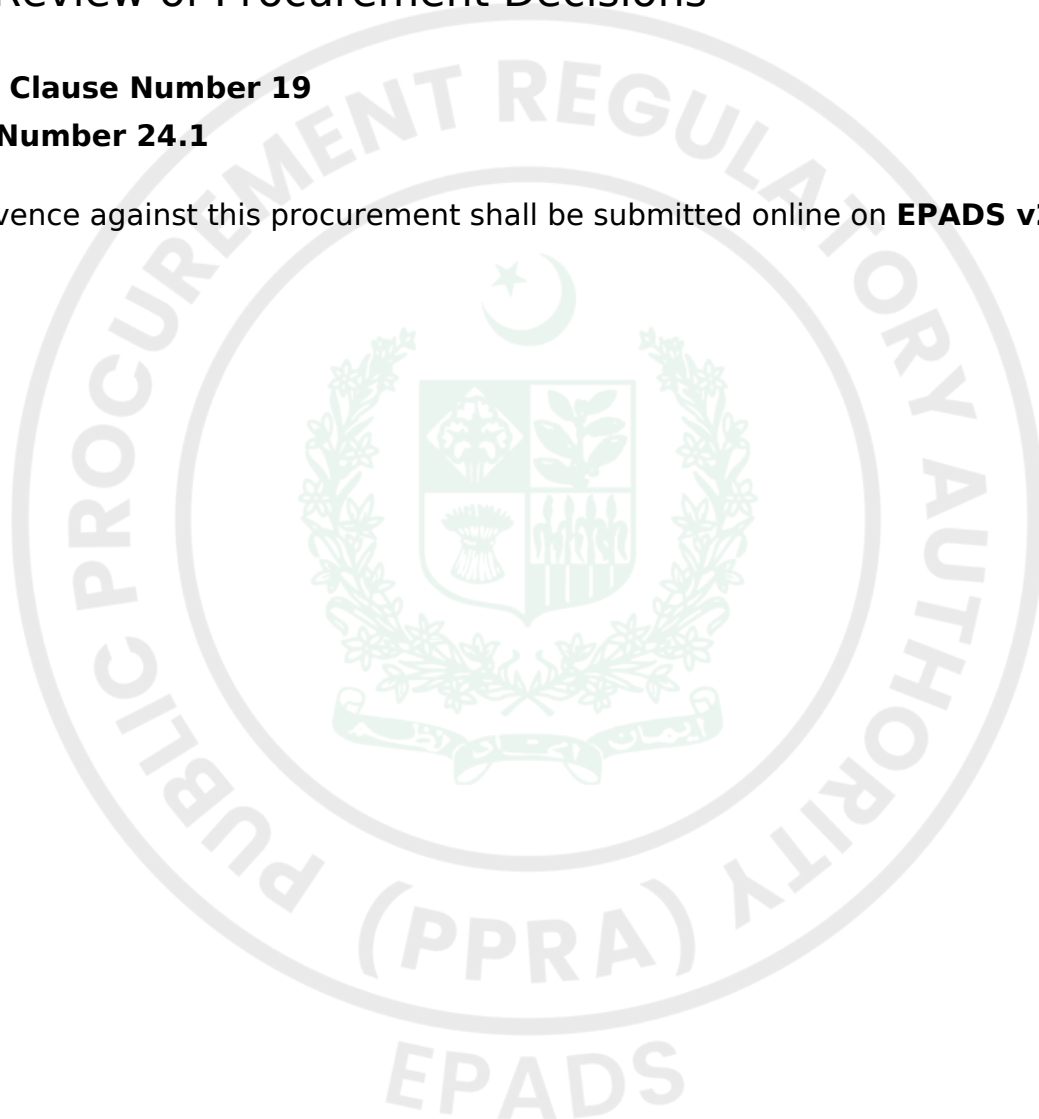 Review of Procurement Decisions
Clause Number 19
Number 24.1
vence against this procurement shall be submitted online on EPADS
PUBLIC PROCUREMENT REGULATORY AUTHORITY
(PPRA)
EPADS